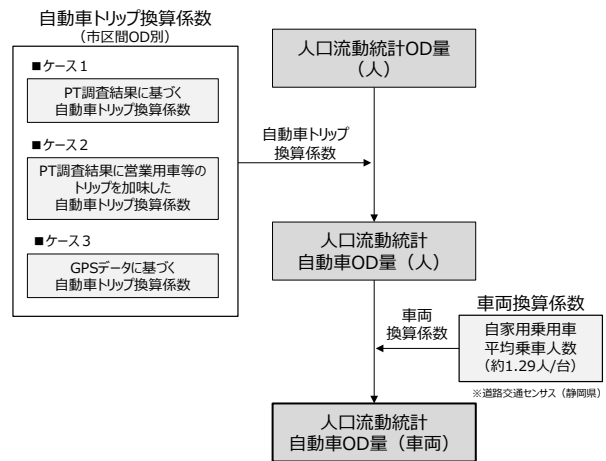 自動車トリップ換算係数
（市区間OD別）
■ケース１
PT調査結果に基づく
自動車トリップ換算係数
■ケース２
PT調査結果に営業用車等の
トリップを加味した
自動車トリップ換算係数
■ケース３
GPSデータに基づく
自動車トリップ換算係数
人口流動統計OD量
（人）
自動車トリップ
換算係数
人口流動統計
自動車OD量（人）
車両
換算係数
車両換算係数
自家用乗用車
平均乗車人数
（約1.29人/台）
※道路交通センサス（静岡県）
人口流動統計
自動車OD量（車両）